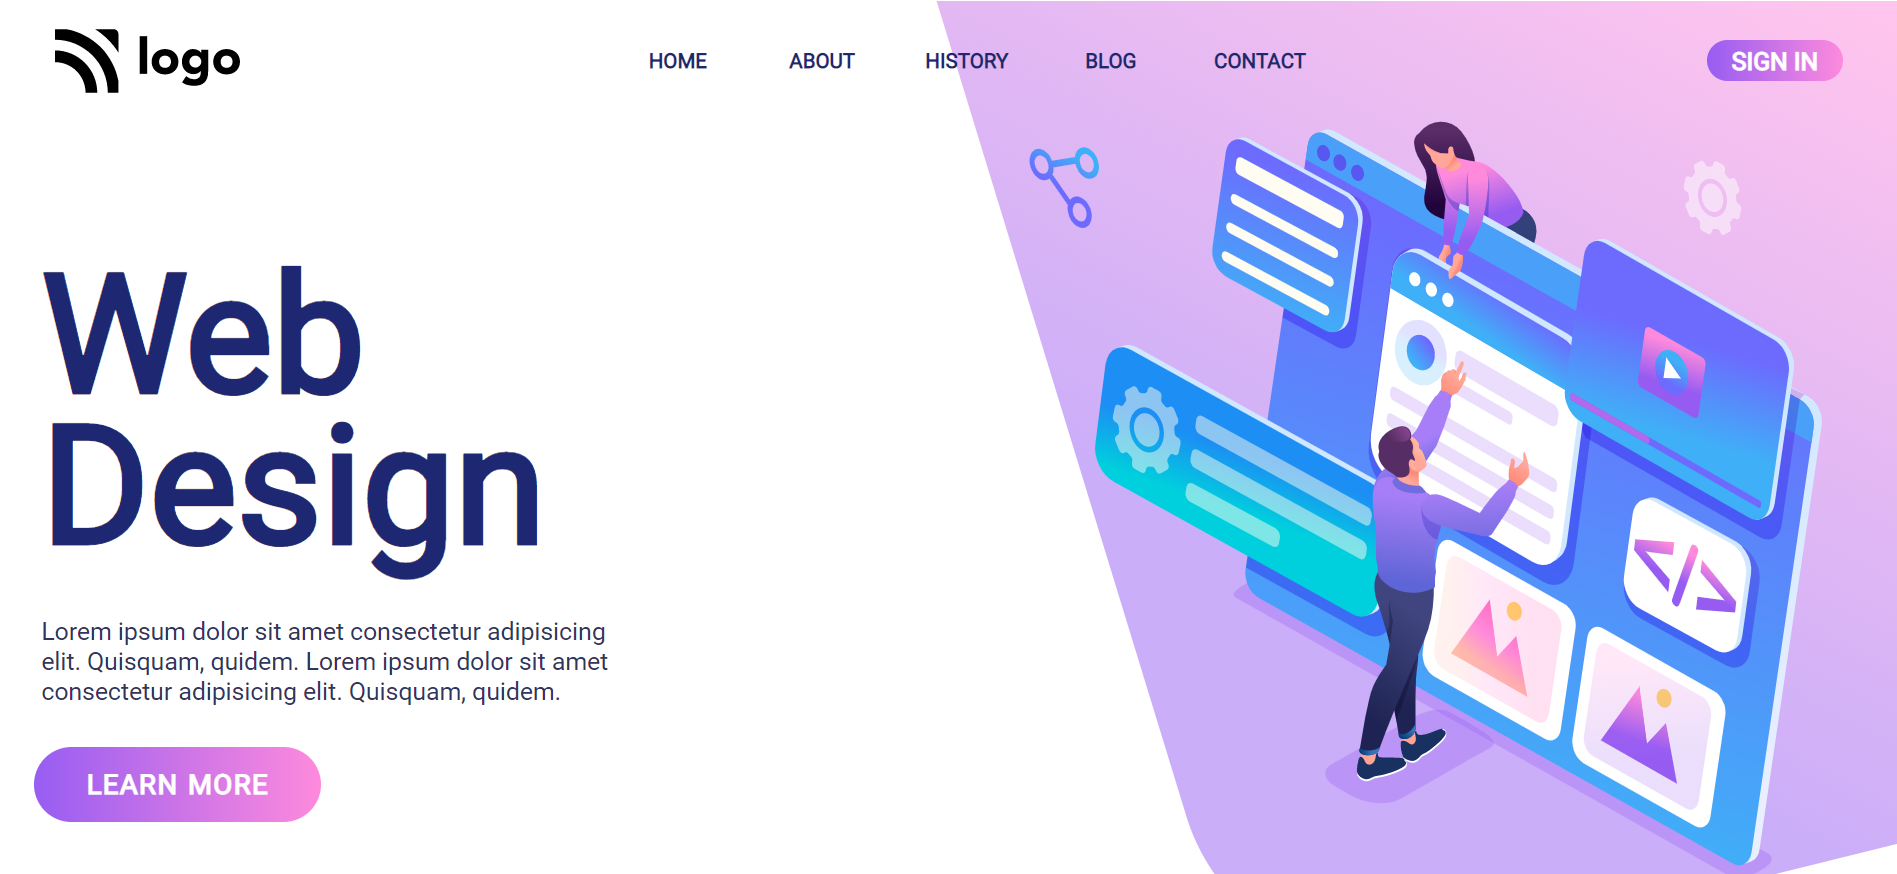 logo
HOME
ABOUT
HISTORY
BLOG
CONTACT
SIGN IN
Web
Design
Lorem ipsum dolor sit amet consectetur adipisicing
elit. Quisquam, quidem. Lorem ipsum dolor sit amet
consectetur adipisicing elit. Quisquam, quidem.
LEARN MORE
</>